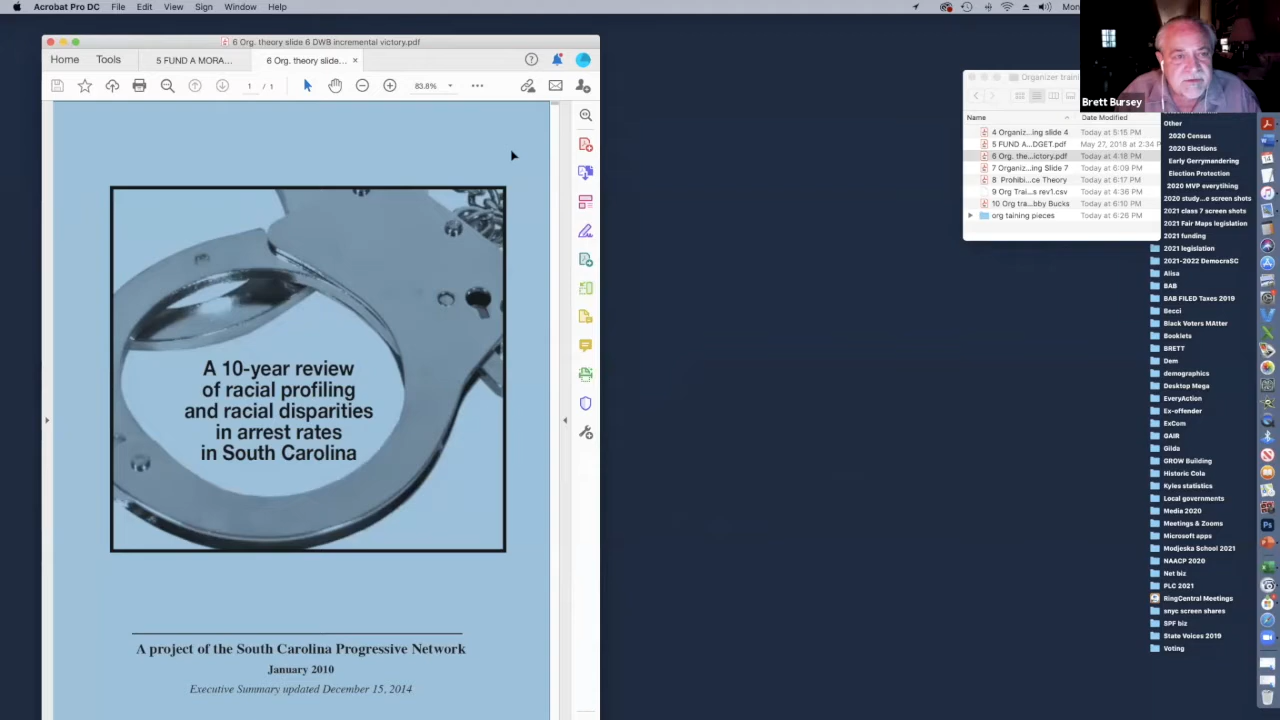 Acrobat Pro DC File Edit View Sign Window Help
Mon
6 Org. theory slide 6 DWB incremental victory.pdf
Home Tools 5 FUND A MORA... 6 Org. theory slide... ×
1 / 1 83.8%
A 10-year review
of racial profiling
and racial disparities
in arrest rates
in South Carolina
A project of the South Carolina Progressive Network
January 2010
Executive Summary updated December 15, 2014
Organizer traini
Name Date Modified
4 Organiz...ing slide 4 Today at 5:15 PM
5 FUND A...DGET.pdf May 27, 2018 at 2:34 P
6 Org. the...ictory.pdf Today at 4:18 PM
7 Organiz...ing Slide 7 Today at 6:09 PM
8 Prohibi...ce Theory Today at 6:17 PM
9 Org Trai...s rev1.csv Today at 4:36 PM
10 Org tra...bby Bucks Today at 6:10 PM
org taining pieces Today at 6:26 PM
Brett Bursey
Other
2020 Census
2020 Elections
Early Gerrymandering
Election Protection
2020 MVP everytihing
2020 study...e screen shots
2021 class 7 screen shots
2021 Fair Maps legislation
2021 funding
2021 legislation
2021-2022 DemocraSC
Alisa
BAB
BAB FILED Taxes 2019
Becci
Black Voters MAtter
Booklets
BRETT
Dem
demographics
Desktop Mega
EveryAction
Ex-offender
ExCom
GAIR
Gilda
GROW Building
Historic Cola
Kyles statistics
Local governments
Media 2020
Meetings & Zooms
Microsoft apps
Modjeska School 2021
NAACP 2020
Net biz
PLC 2021
RingCentral Meetings
snyc screen shares
SPF biz
State Voices 2019
Voting
Ps